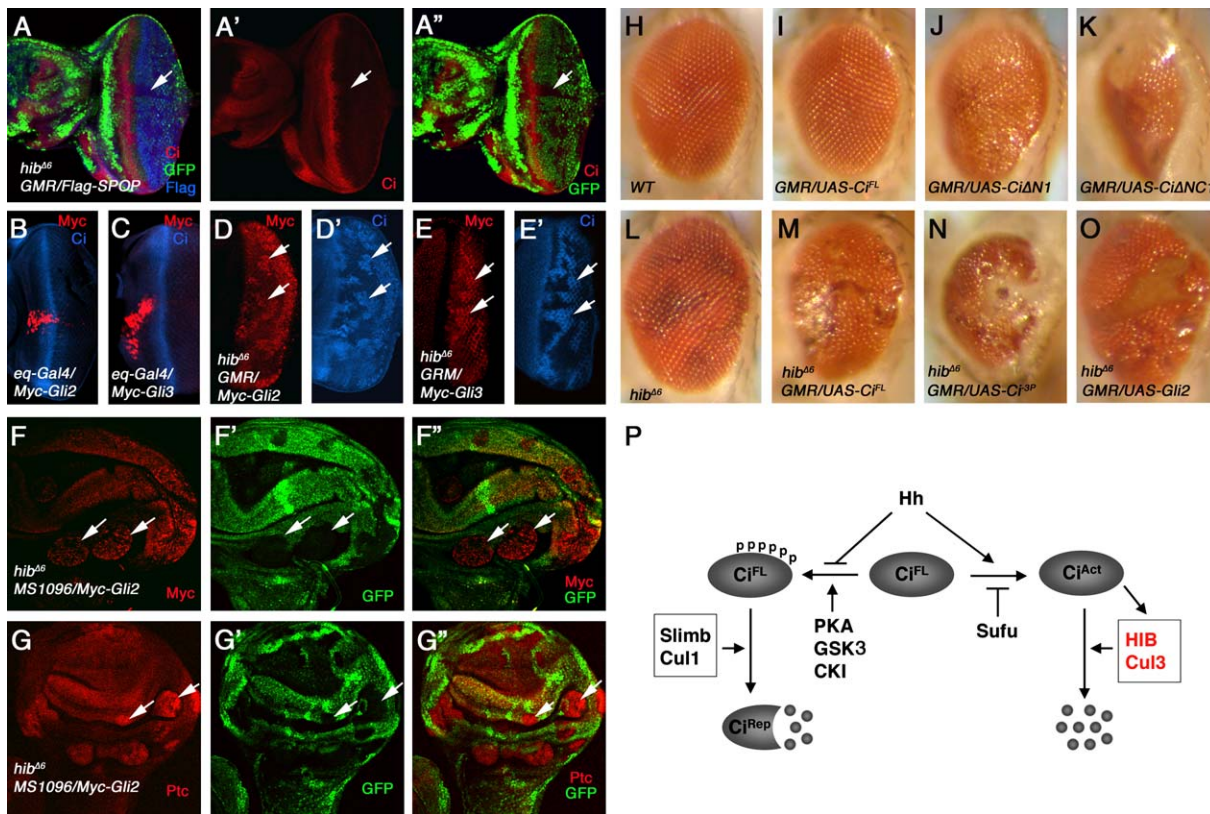 A
A'
A"
Ci
GFP
Flag
hibΔ6
GMR/Flag-SPOP
Ci
Ci
GFP
B
Myc
Ci
eq-Gal4/
Myc-Gli2
C
Myc
Ci
eq-Gal4/
Myc-Gli3
D
Myc
hibΔ6
GMR/
Myc-Gli2
D'
Ci
E
Myc
hibΔ6
GRM/
Myc-Gli3
E'
Ci
F
hibΔ6
MS1096/Myc-Gli2
Myc
F'
GFP
F"
Myc
GFP
G
hibΔ6
MS1096/Myc-Gli2
Ptc
G'
GFP
G"
Ptc
GFP
H
WT
I
GMR/UAS-CiFL
J
GMR/UAS-CiΔN1
K
GMR/UAS-CiΔNC1
L
hibΔ6
M
hibΔ6
GMR/UAS-CiFL
N
hibΔ6
GMR/UAS-Ci-3P
O
hibΔ6
GMR/UAS-Gli2
P
Hh
p p p p p p
CiFL
CiFL
CiAct
Slimb
Cul1
PKA
GSK3
CKI
Sufu
HIB
Cul3
CiRep